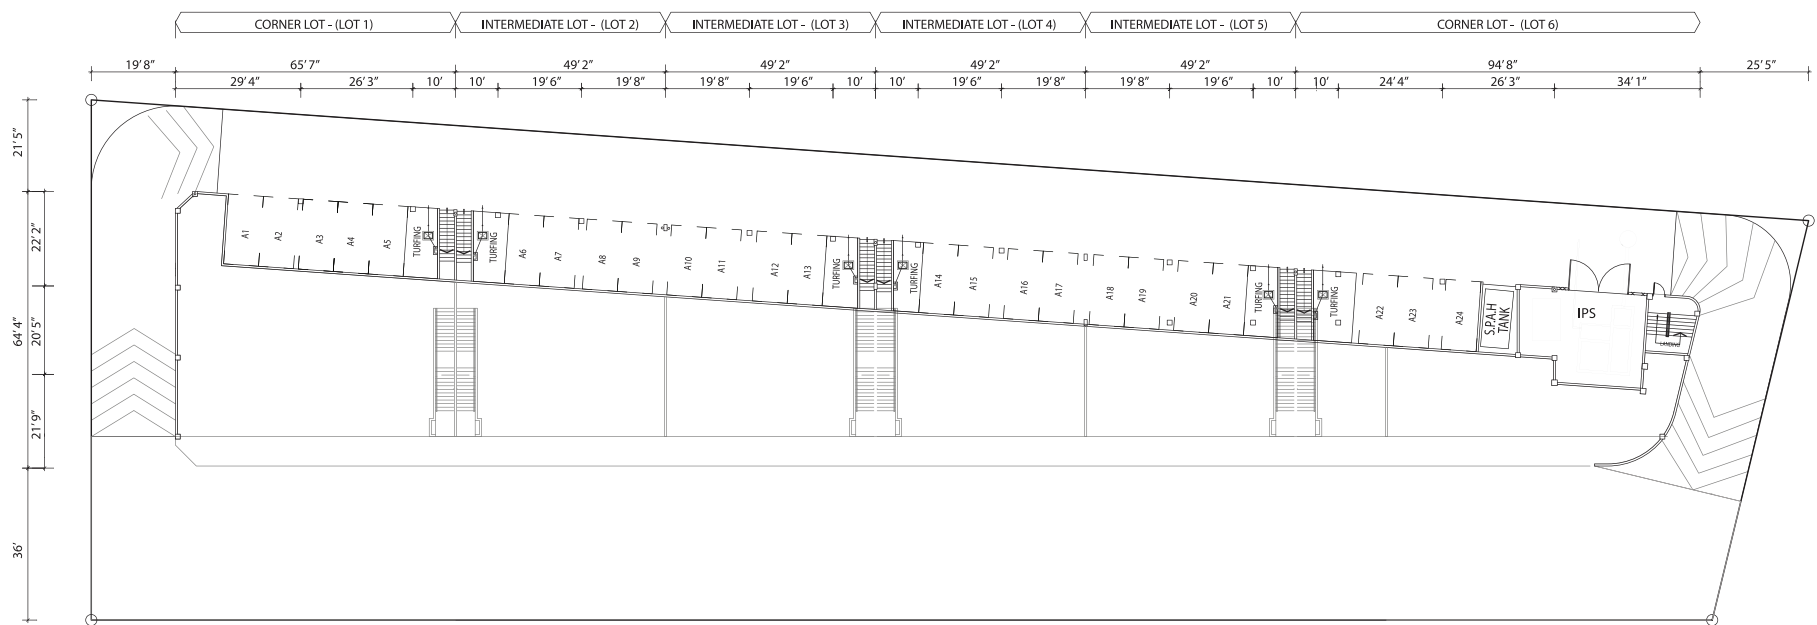 CORNER LOT - (LOT 1)
INTERMEDIATE LOT - (LOT 2)
INTERMEDIATE LOT - (LOT 3)
INTERMEDIATE LOT - (LOT 4)
INTERMEDIATE LOT - (LOT 5)
CORNER LOT - (LOT 6)
19'8" 65'7" 49'2" 49'2" 49'2" 49'2" 94'8" 25'5"
29'4" 26'3" 10' 10' 19'6" 19'8" 19'8" 19'6" 10' 10' 19'6" 19'8" 19'8" 19'6" 10' 10' 24'4" 26'3" 34'1"
21'5"
22'2"
64'4"
20'5"
21'9"
36'
A1
A2
A3
A4
A5
TURFING
TURFING
A6
A7
A8
A9
A10
A11
A12
A13
TURFING
TURFING
A14
A15
A16
A17
A18
A19
A20
A21
TURFING
TURFING
A22
A23
A24
S.P.A.H
TANK
IPS
LANDING